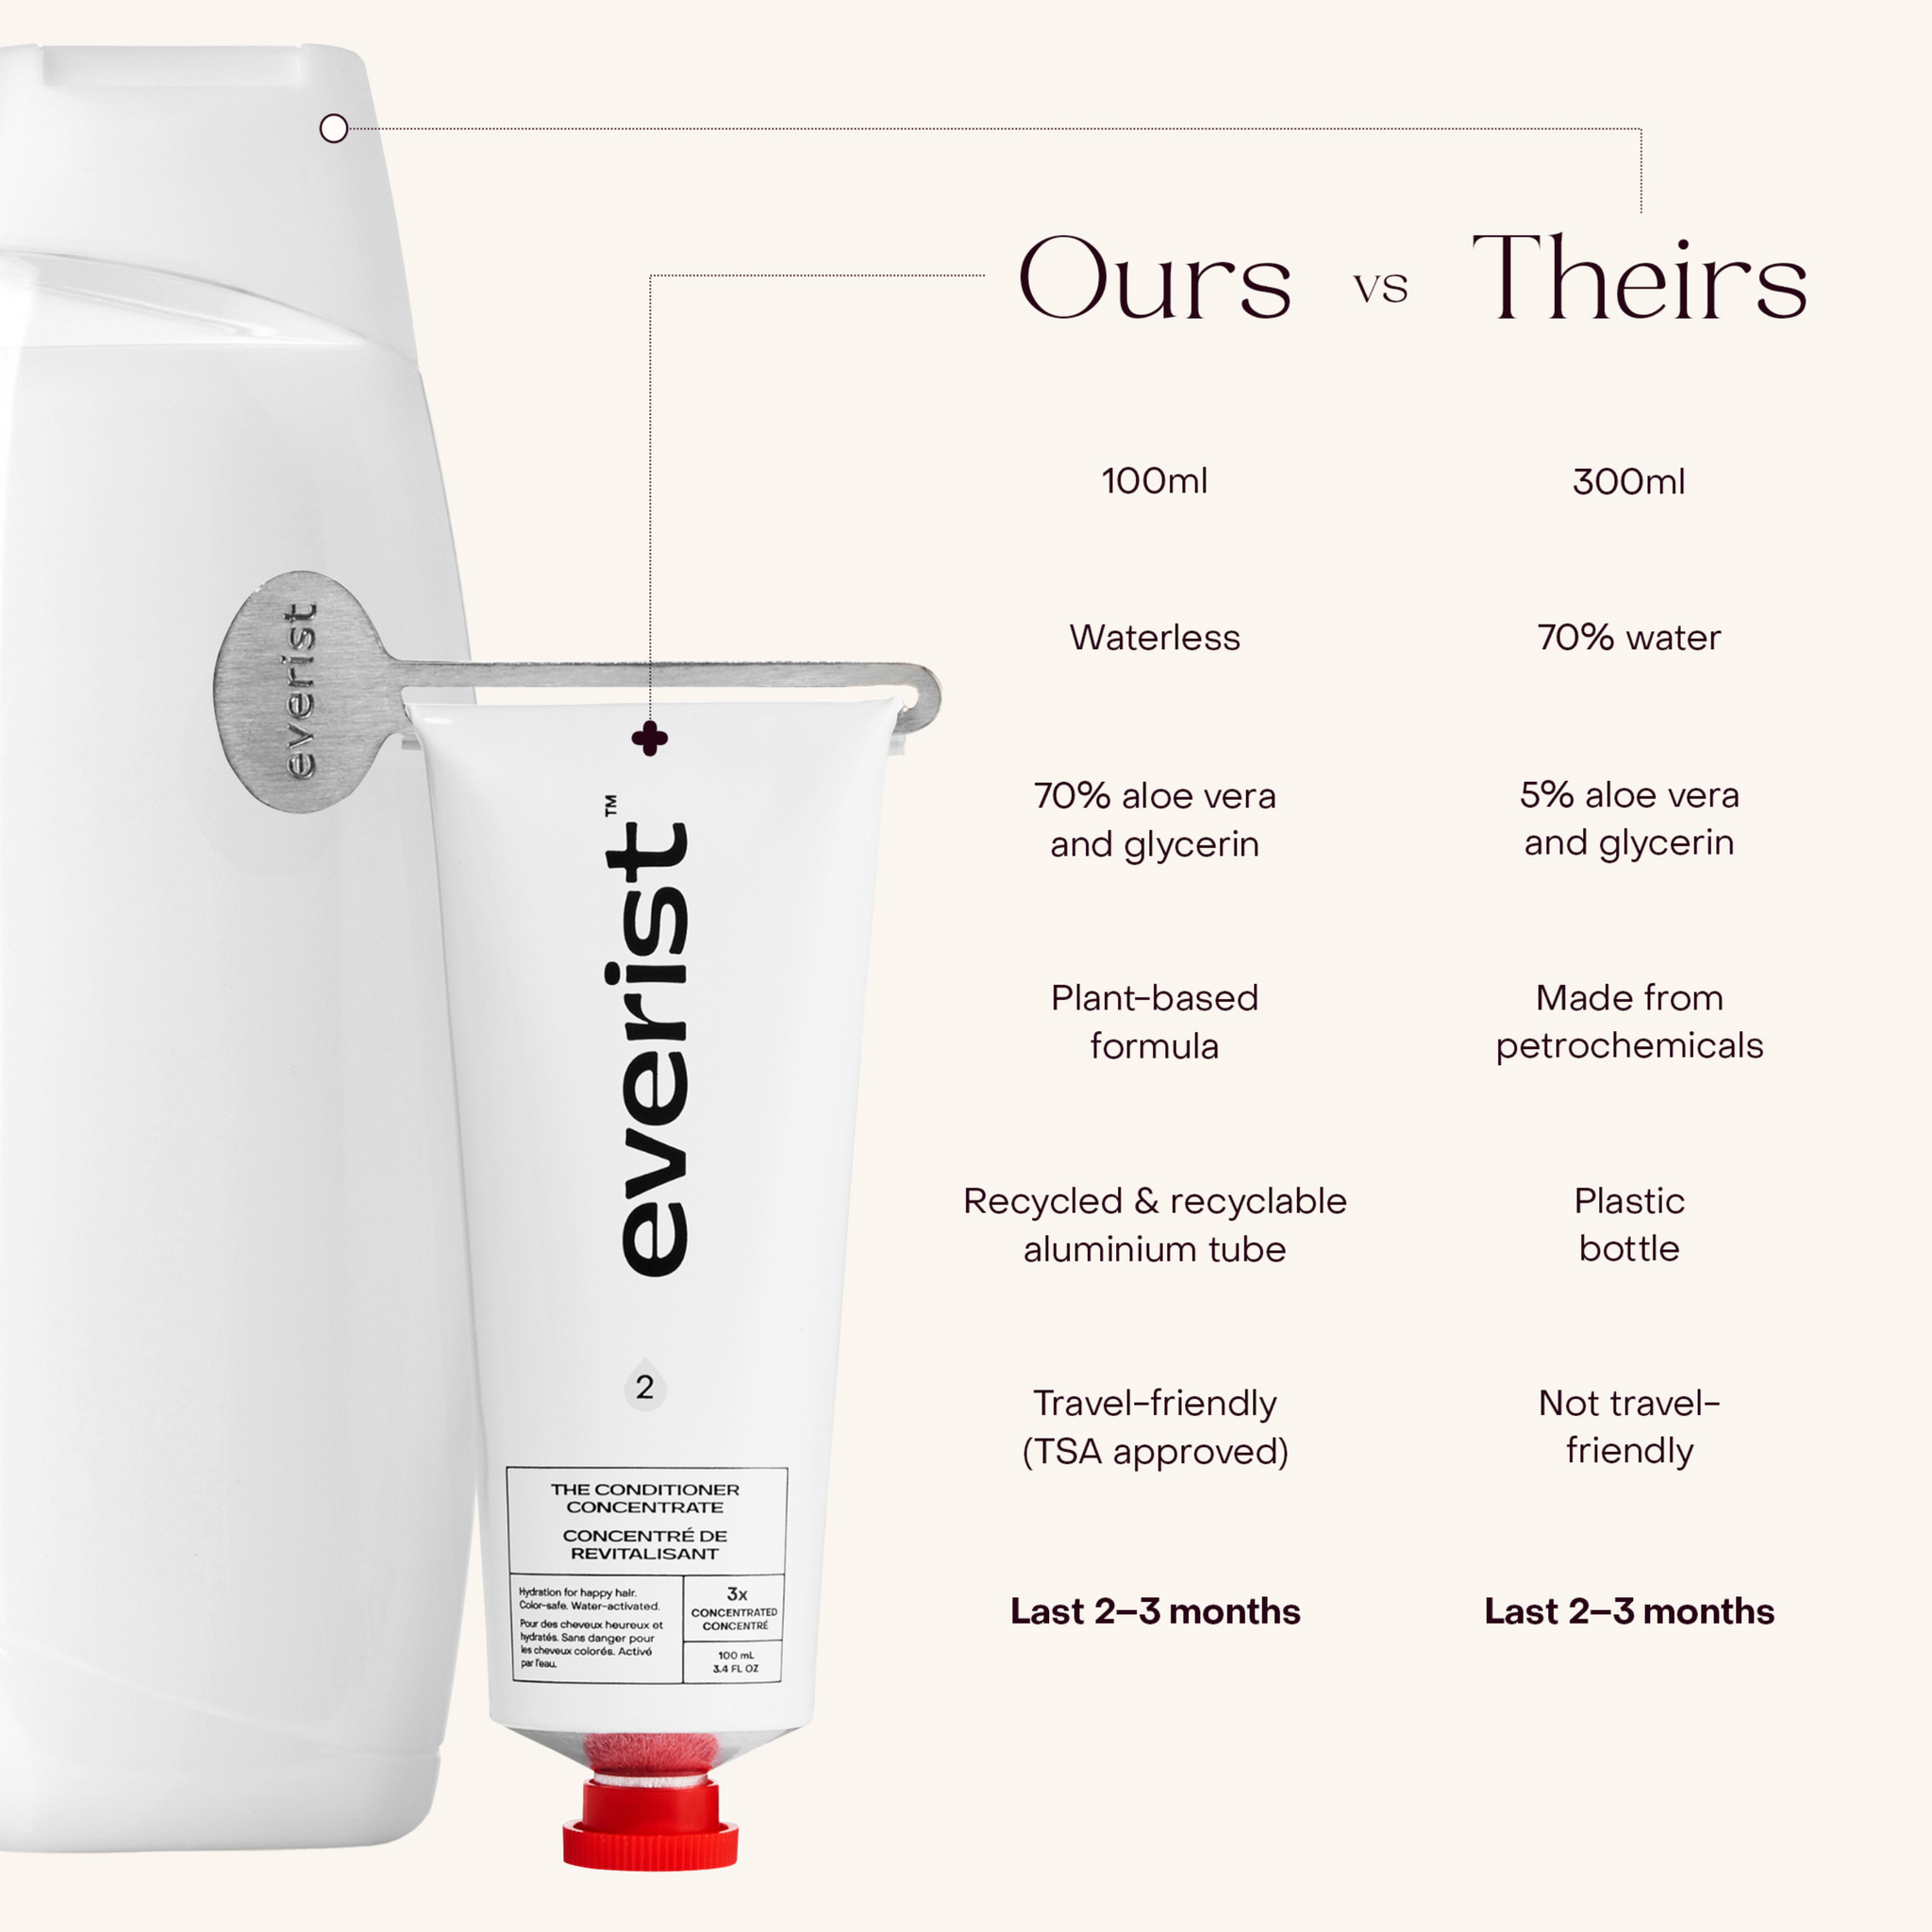 Ours vs Theirs
100ml
300ml
Waterless
70% water
70% aloe vera
and glycerin
5% aloe vera
and glycerin
Plant-based
formula
Made from
petrochemicals
Recycled & recyclable
aluminium tube
Plastic
bottle
Travel-friendly
(TSA approved)
Not travel-
friendly
Last 2–3 months
Last 2–3 months
everist
everist™
2
THE CONDITIONER
CONCENTRATE
CONCENTRÉ DE
REVITALISANT
Hydration for happy hair.
Color-safe. Water-activated.
Pour des cheveux heureux et
hydratés. Sans danger pour
les cheveux colorés. Activé
par l'eau.
3x
CONCENTRATED
CONCENTRÉ
100 mL
3.4 FL OZ